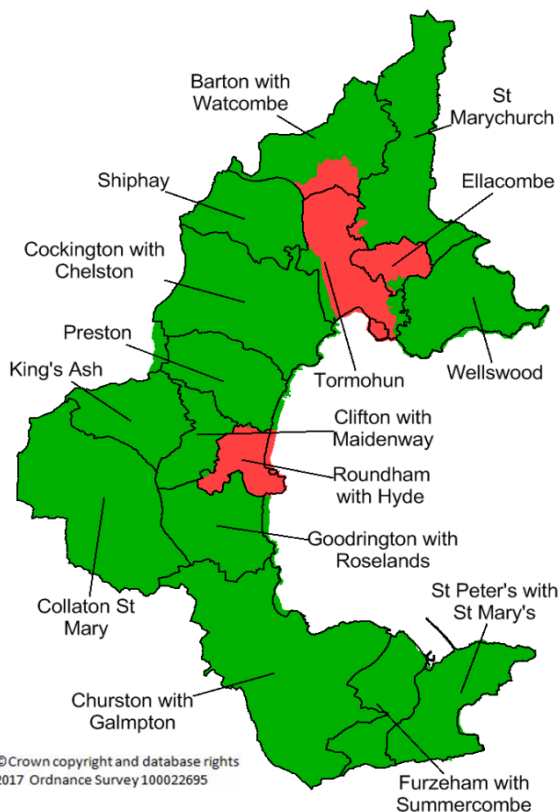 Barton with
Watcombe
St
Marychurch
Shiphay
Ellacombe
Cockington with
Chelston
Preston
King's Ash
Tormohun
Wellswood
Clifton with
Maidenway
Roundham
with Hyde
Goodrington with
Roselands
Collaton St
Mary
St Peter's with
St Mary's
Churston with
Galmpton
©Crown copyright and database rights
2017 Ordnance Survey 100022695
Furzeham with
Summercombe